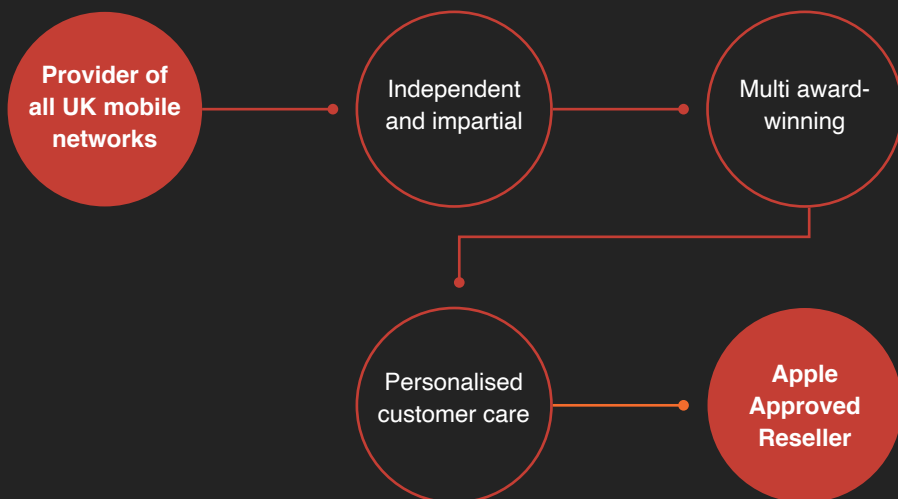 Provider of
all UK mobile
networks
Independent
and impartial
Multi award-
winning
Personalised
customer care
Apple
Approved
Reseller